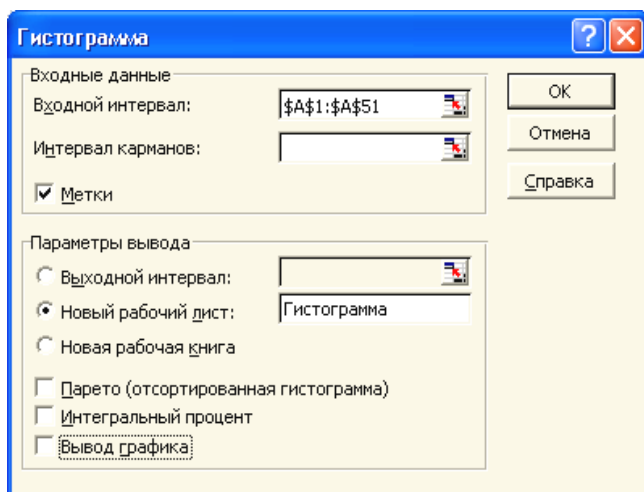 Гистограмма
Входные данные
Входной интервал: $A$1:$A$51
Интервал карманов:
Метки
OK
Отмена
Справка
Параметры вывода
Выходной интервал:
Новый рабочий лист: Гистограмма
Новая рабочая книга
Парето (отсортированная гистограмма)
Интегральный процент
Вывод графика